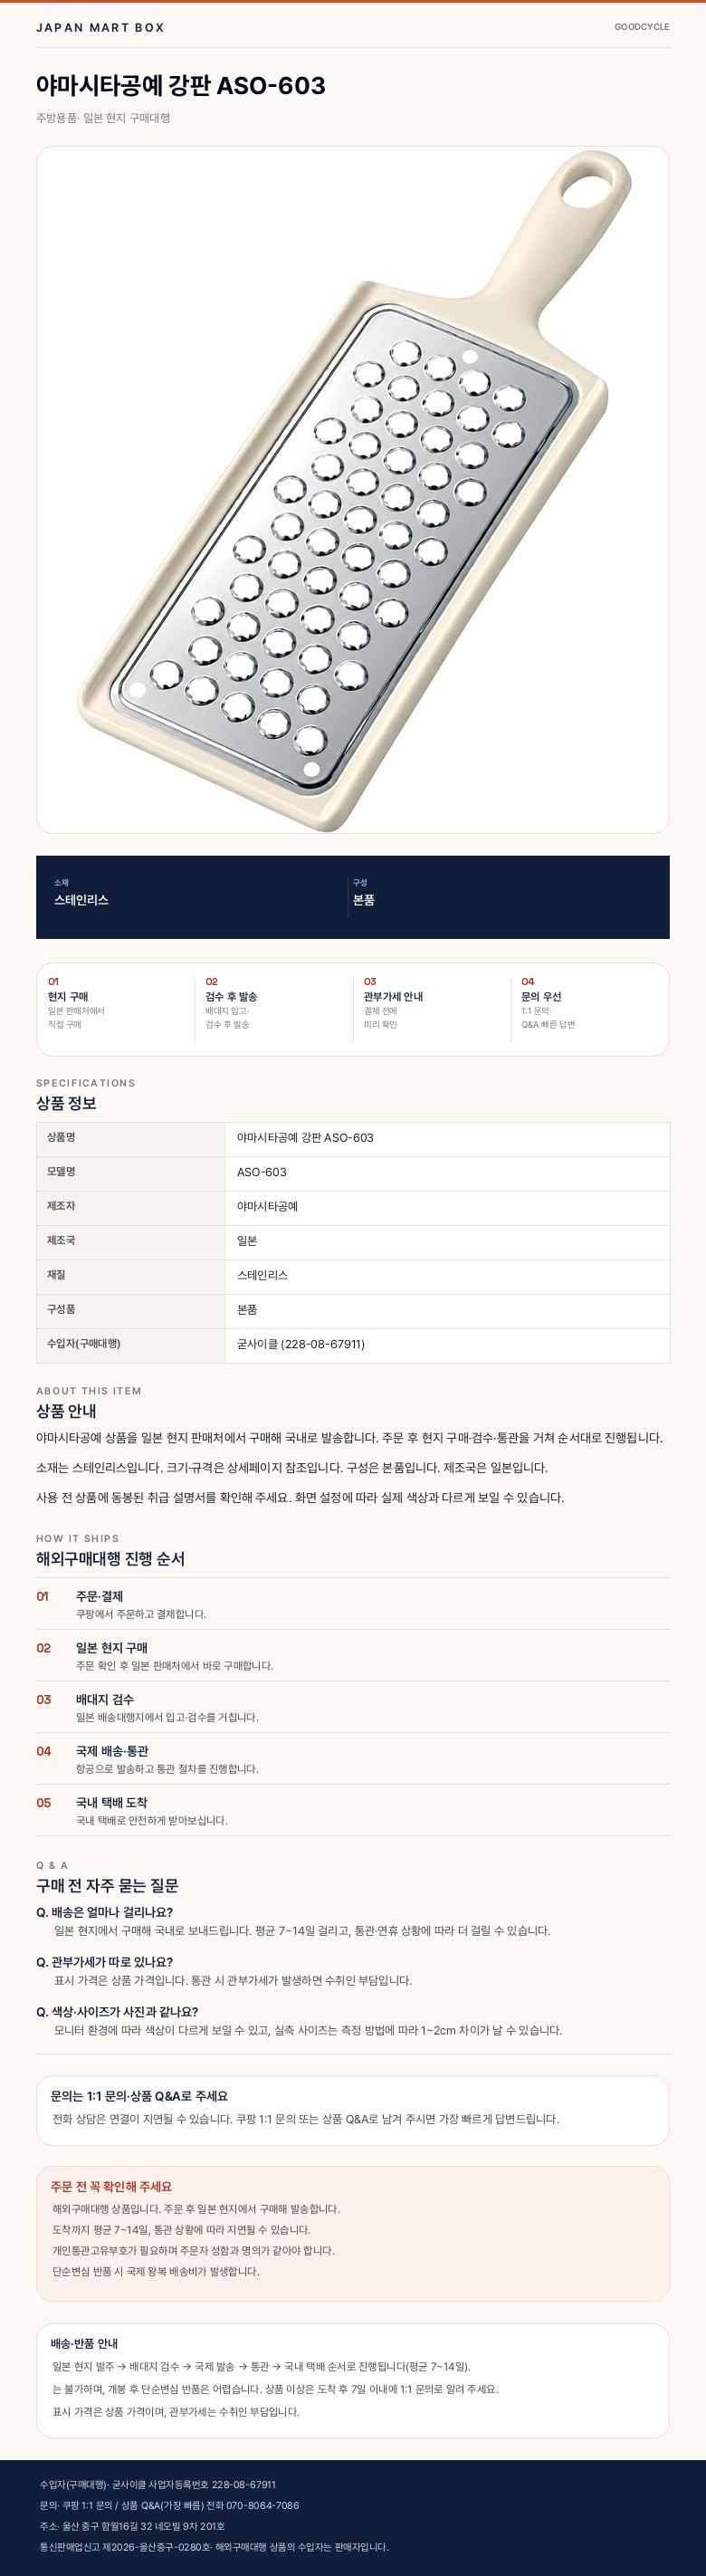 JAPAN MART BOX
GOODCYCLE
야마시타공예 강판 ASO-603
주방용품· 일본 현지 구매대행
소재
스테인리스
구성
본품
01
현지 구매
일본 판매처에서
직접 구매
02
검수 후 발송
배대지 입고·
검수 후 발송
03
관부가세 안내
결제 전에
미리 확인
04
문의 우선
1:1 문의·
Q&A 빠른 답변
SPECIFICATIONS
상품 정보
상품명 야마시타공예 강판 ASO-603
모델명 ASO-603
제조자 야마시타공예
제조국 일본
재질 스테인리스
구성품 본품
수입자(구매대행) 굳사이클 (228-08-67911)
ABOUT THIS ITEM
상품 안내
야마시타공예 상품을 일본 현지 판매처에서 구매해 국내로 발송합니다. 주문 후 현지 구매·검수·통관을 거쳐 순서대로 진행됩니다.
소재는 스테인리스입니다. 크기·규격은 상세페이지 참조입니다. 구성은 본품입니다. 제조국은 일본입니다.
사용 전 상품에 동봉된 취급 설명서를 확인해 주세요. 화면 설정에 따라 실제 색상과 다르게 보일 수 있습니다.
HOW IT SHIPS
해외구매대행 진행 순서
01 주문·결제
쿠팡에서 주문하고 결제합니다.
02 일본 현지 구매
주문 확인 후 일본 판매처에서 바로 구매합니다.
03 배대지 검수
일본 배송대행지에서 입고·검수를 거칩니다.
04 국제 배송·통관
항공으로 발송하고 통관 절차를 진행합니다.
05 국내 택배 도착
국내 택배로 안전하게 받아보십니다.
Q & A
구매 전 자주 묻는 질문
Q. 배송은 얼마나 걸리나요?
일본 현지에서 구매해 국내로 보내드립니다. 평균 7~14일 걸리고, 통관·연휴 상황에 따라 더 걸릴 수 있습니다.
Q. 관부가세가 따로 있나요?
표시 가격은 상품 가격입니다. 통관 시 관부가세가 발생하면 수취인 부담입니다.
Q. 색상·사이즈가 사진과 같나요?
모니터 환경에 따라 색상이 다르게 보일 수 있고, 실측 사이즈는 측정 방법에 따라 1~2cm 차이가 날 수 있습니다.
문의는 1:1 문의·상품 Q&A로 주세요
전화 상담은 연결이 지연될 수 있습니다. 쿠팡 1:1 문의 또는 상품 Q&A로 남겨 주시면 가장 빠르게 답변드립니다.
주문 전 꼭 확인해 주세요
해외구매대행 상품입니다. 주문 후 일본 현지에서 구매해 발송합니다.
도착까지 평균 7~14일, 통관 상황에 따라 지연될 수 있습니다.
개인통관고유부호가 필요하며 주문자 성함과 명의가 같아야 합니다.
단순변심 반품 시 국제 왕복 배송비가 발생합니다.
배송·반품 안내
일본 현지 발주 → 배대지 검수 → 국제 발송 → 통관 → 국내 택배 순서로 진행됩니다(평균 7~14일).
는 불가하며, 개봉 후 단순변심 반품은 어렵습니다. 상품 이상은 도착 후 7일 이내에 1:1 문의로 알려 주세요.
표시 가격은 상품 가격이며, 관부가세는 수취인 부담입니다.
수입자(구매대행)· 굳사이클 사업자등록번호 228-08-67911
문의· 쿠팡 1:1 문의 / 상품 Q&A(가장 빠름) 전화 070-8064-7086
주소· 울산 중구 함월16길 32 네오빌 9차 201호
통신판매업신고 제2026-울산중구-0280호· 해외구매대행 상품의 수입자는 판매자입니다.